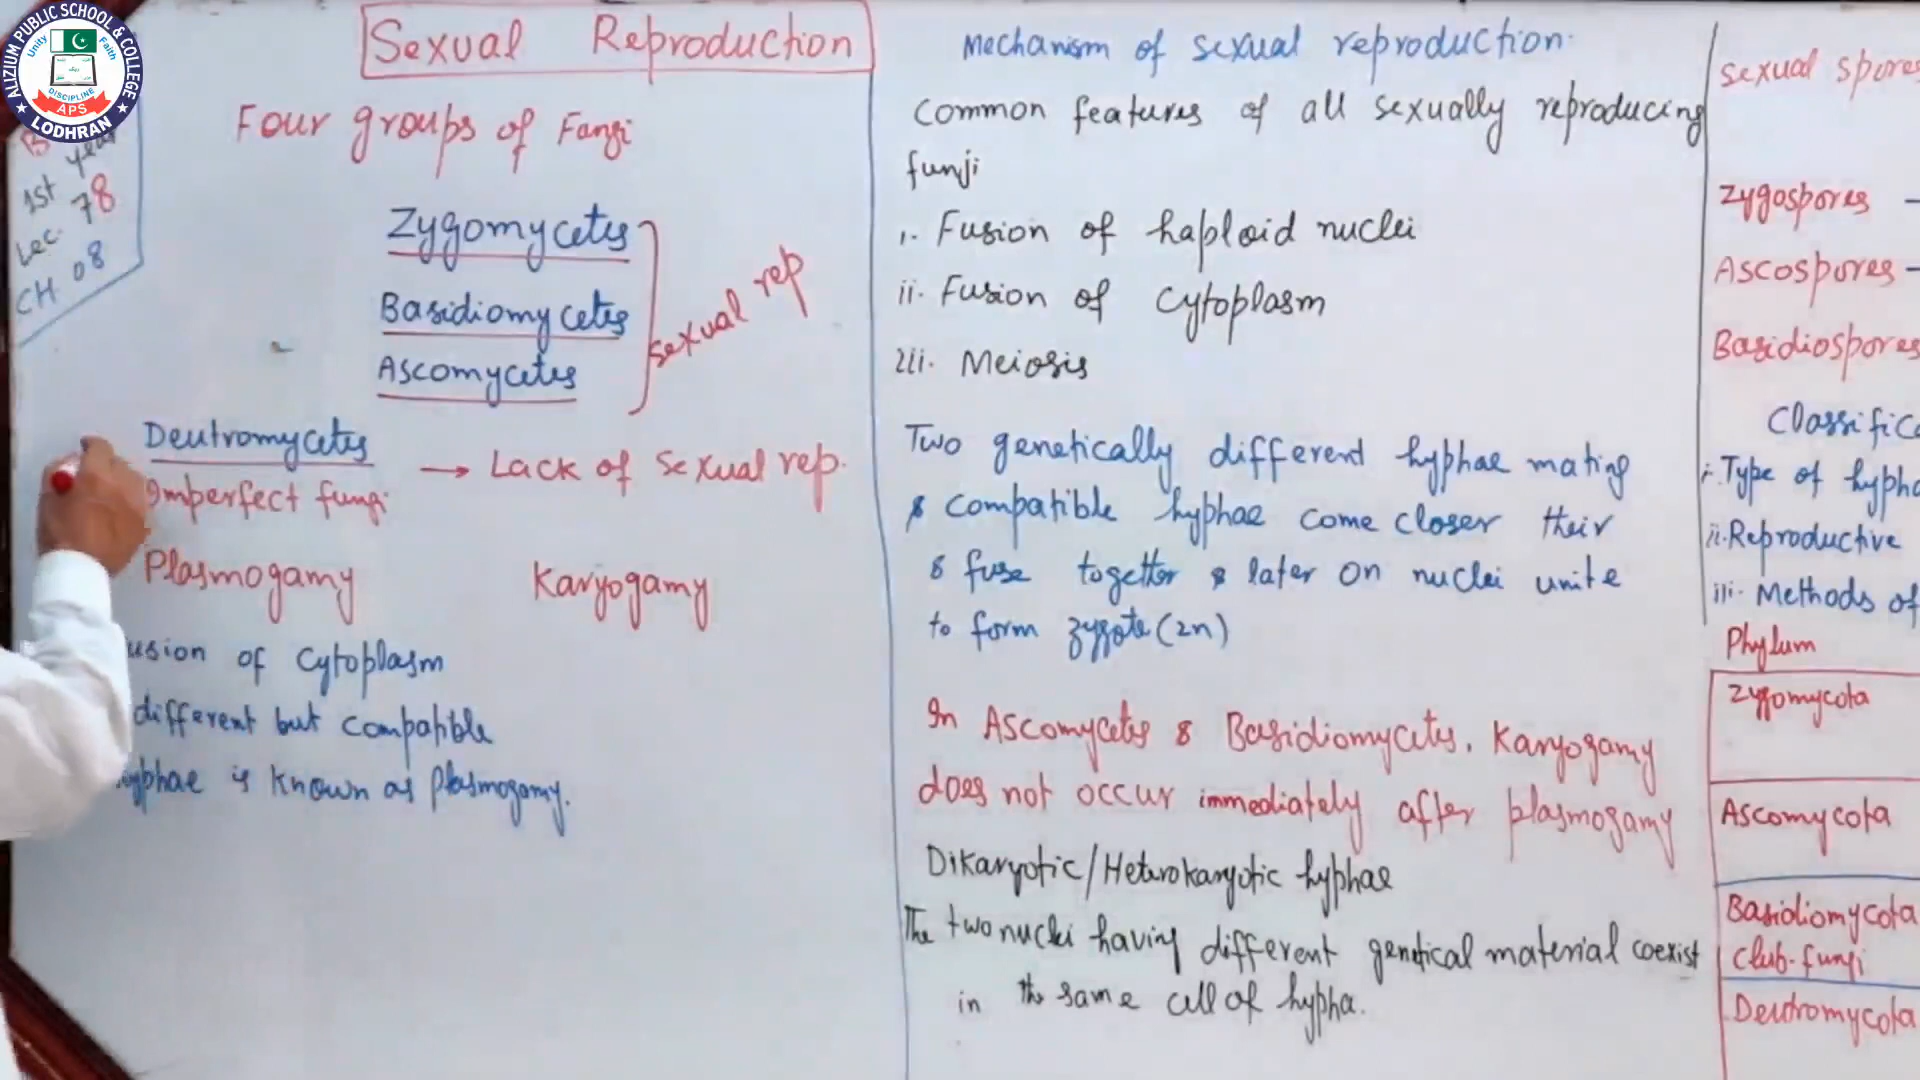 ALIZIUM PUBLIC SCHOOL & COLLEGE
Unity
Faith
DISCIPLINE
APS
LODHRAN
B
1st year
Lec. 78
CH 08
Sexual Reproduction
Four groups of Fangi
Zygomycetes
Basidiomycetes
Ascomycetes
sexual rep
Deutromycetes
Imperfect fungi
→ Lack of Sexual rep.
Plasmogamy
Karyogamy
usion of Cytoplasm
different but compatible
hyphae is known as plasmogamy.
Mechanism of sexual reproduction.
Common features of all sexually reproducing
funji
i. Fusion of haploid nuclei
ii. Fusion of Cytoplasm
iii. Meiosis
Two genetically different hyphae mating
& compatible hyphae come closer their
& fuse together & later on nuclei unite
to form zygote (2n)
In Ascomycetes & Basidiomycetes, Karyogamy
does not occur immediately after plasmogamy
Dikaryotic/Heterokaryotic hyphae
The two nuclei having different genetical material coexist
in the same cell of hypha.
Sexual spores
Zygospores -
Ascospores -
Basidiospores
Classific
i. Type of hypha
ii. Reproductive
iii. Methods of
Phylum
Zygomycota
Ascomycota
Basidiomycota
Club-fungi
Deutromycota